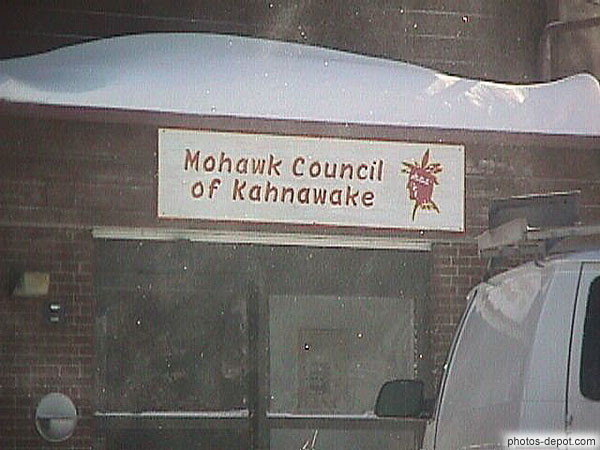 Mohawk Council
of Kahnawake
photos-depot.com